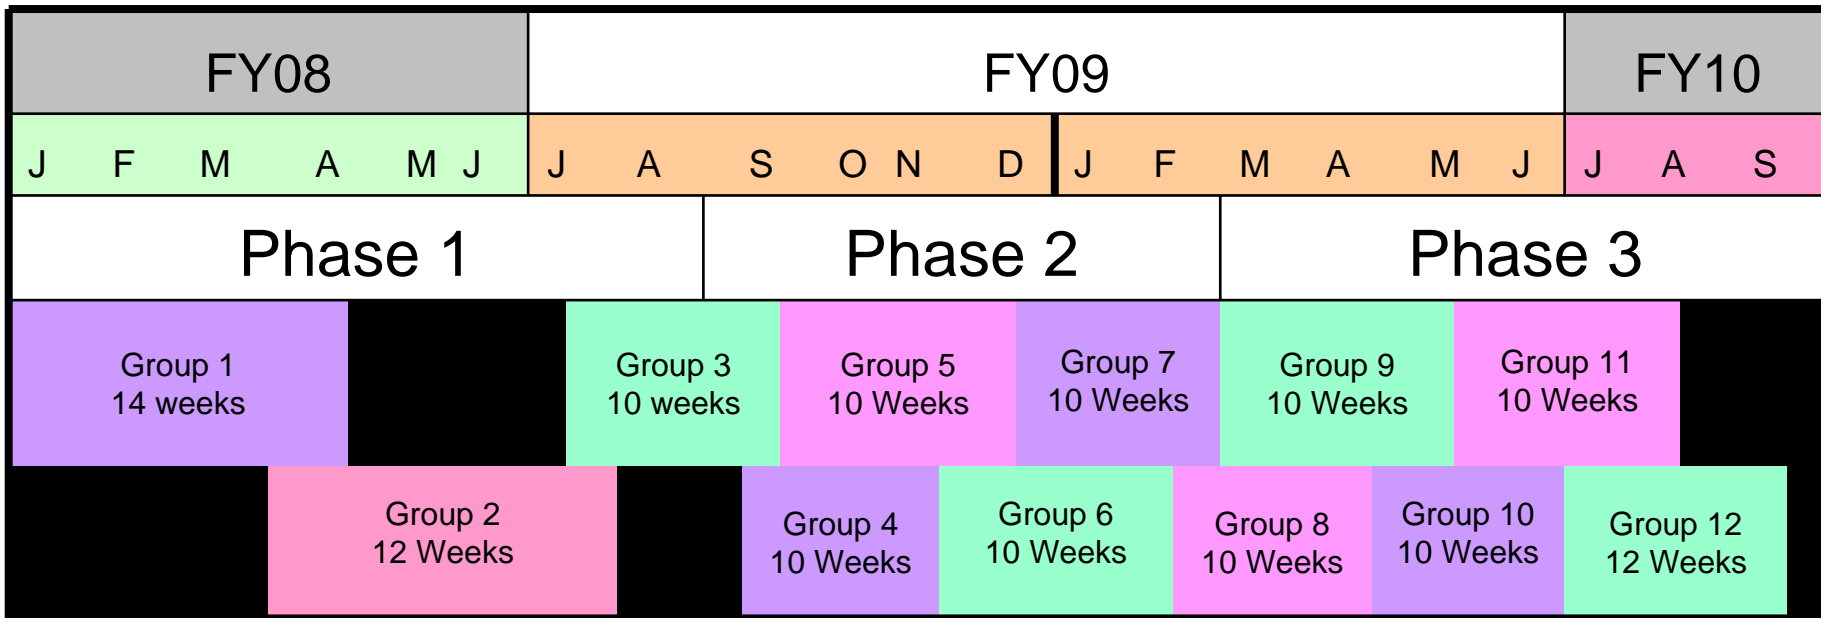 FY08 FY09 FY10
J F M A M J J A S O N D J F M A M J J A S
Phase 1 Phase 2 Phase 3
Group 1
14 weeks
Group 3
10 weeks
Group 5
10 Weeks
Group 7
10 Weeks
Group 9
10 Weeks
Group 11
10 Weeks
Group 2
12 Weeks
Group 4
10 Weeks
Group 6
10 Weeks
Group 8
10 Weeks
Group 10
10 Weeks
Group 12
12 Weeks